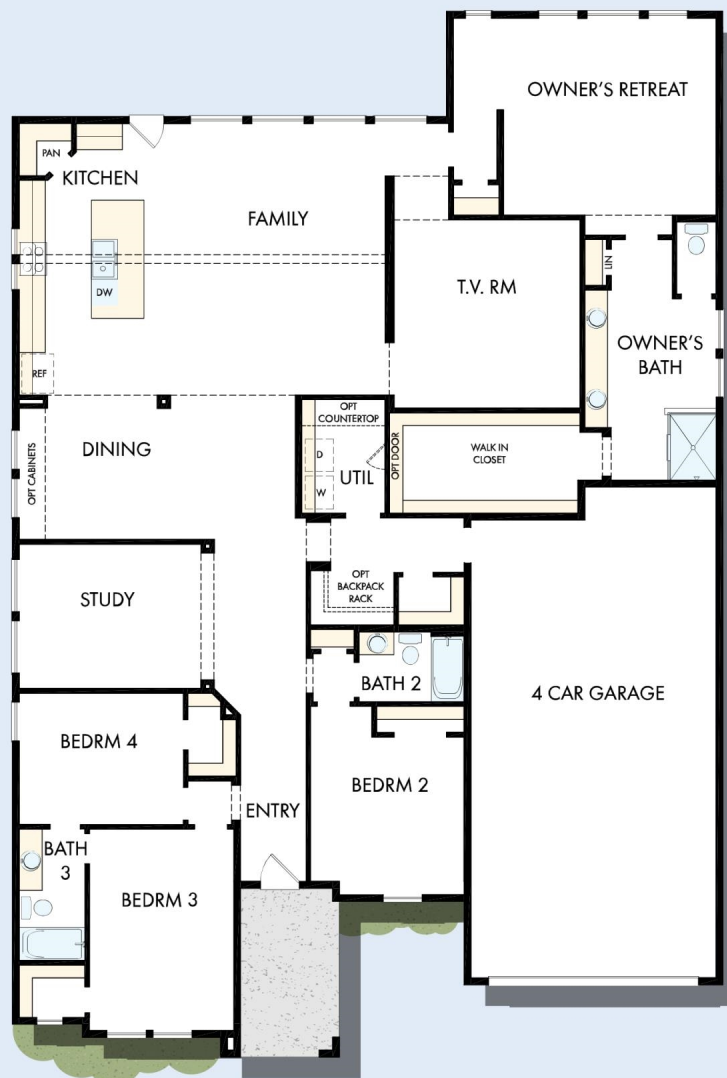 OWNER'S RETREAT
PAN
KITCHEN
FAMILY
LIN
T.V. RM
DW
OWNER'S
BATH
REF
OPT
COUNTERTOP
DINING
OPT CABINETS
D
UTIL
W
OPT DOOR
WALK IN
CLOSET
OPT
BACKPACK
RACK
STUDY
BATH 2
4 CAR GARAGE
BEDRM 4
BEDRM 2
ENTRY
BATH
3
BEDRM 3